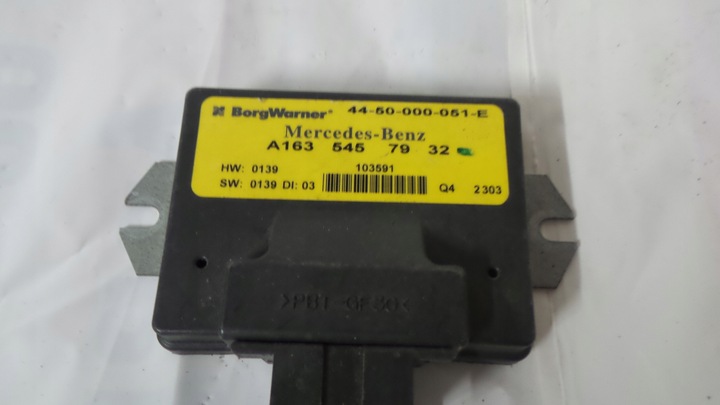 BorgWarner® 44-50-000-051-E
Mercedes-Benz
A163 545 79 32
HW: 0139 103591
SW: 0139 DI: 03 Q4 2303
>PBT GF30<